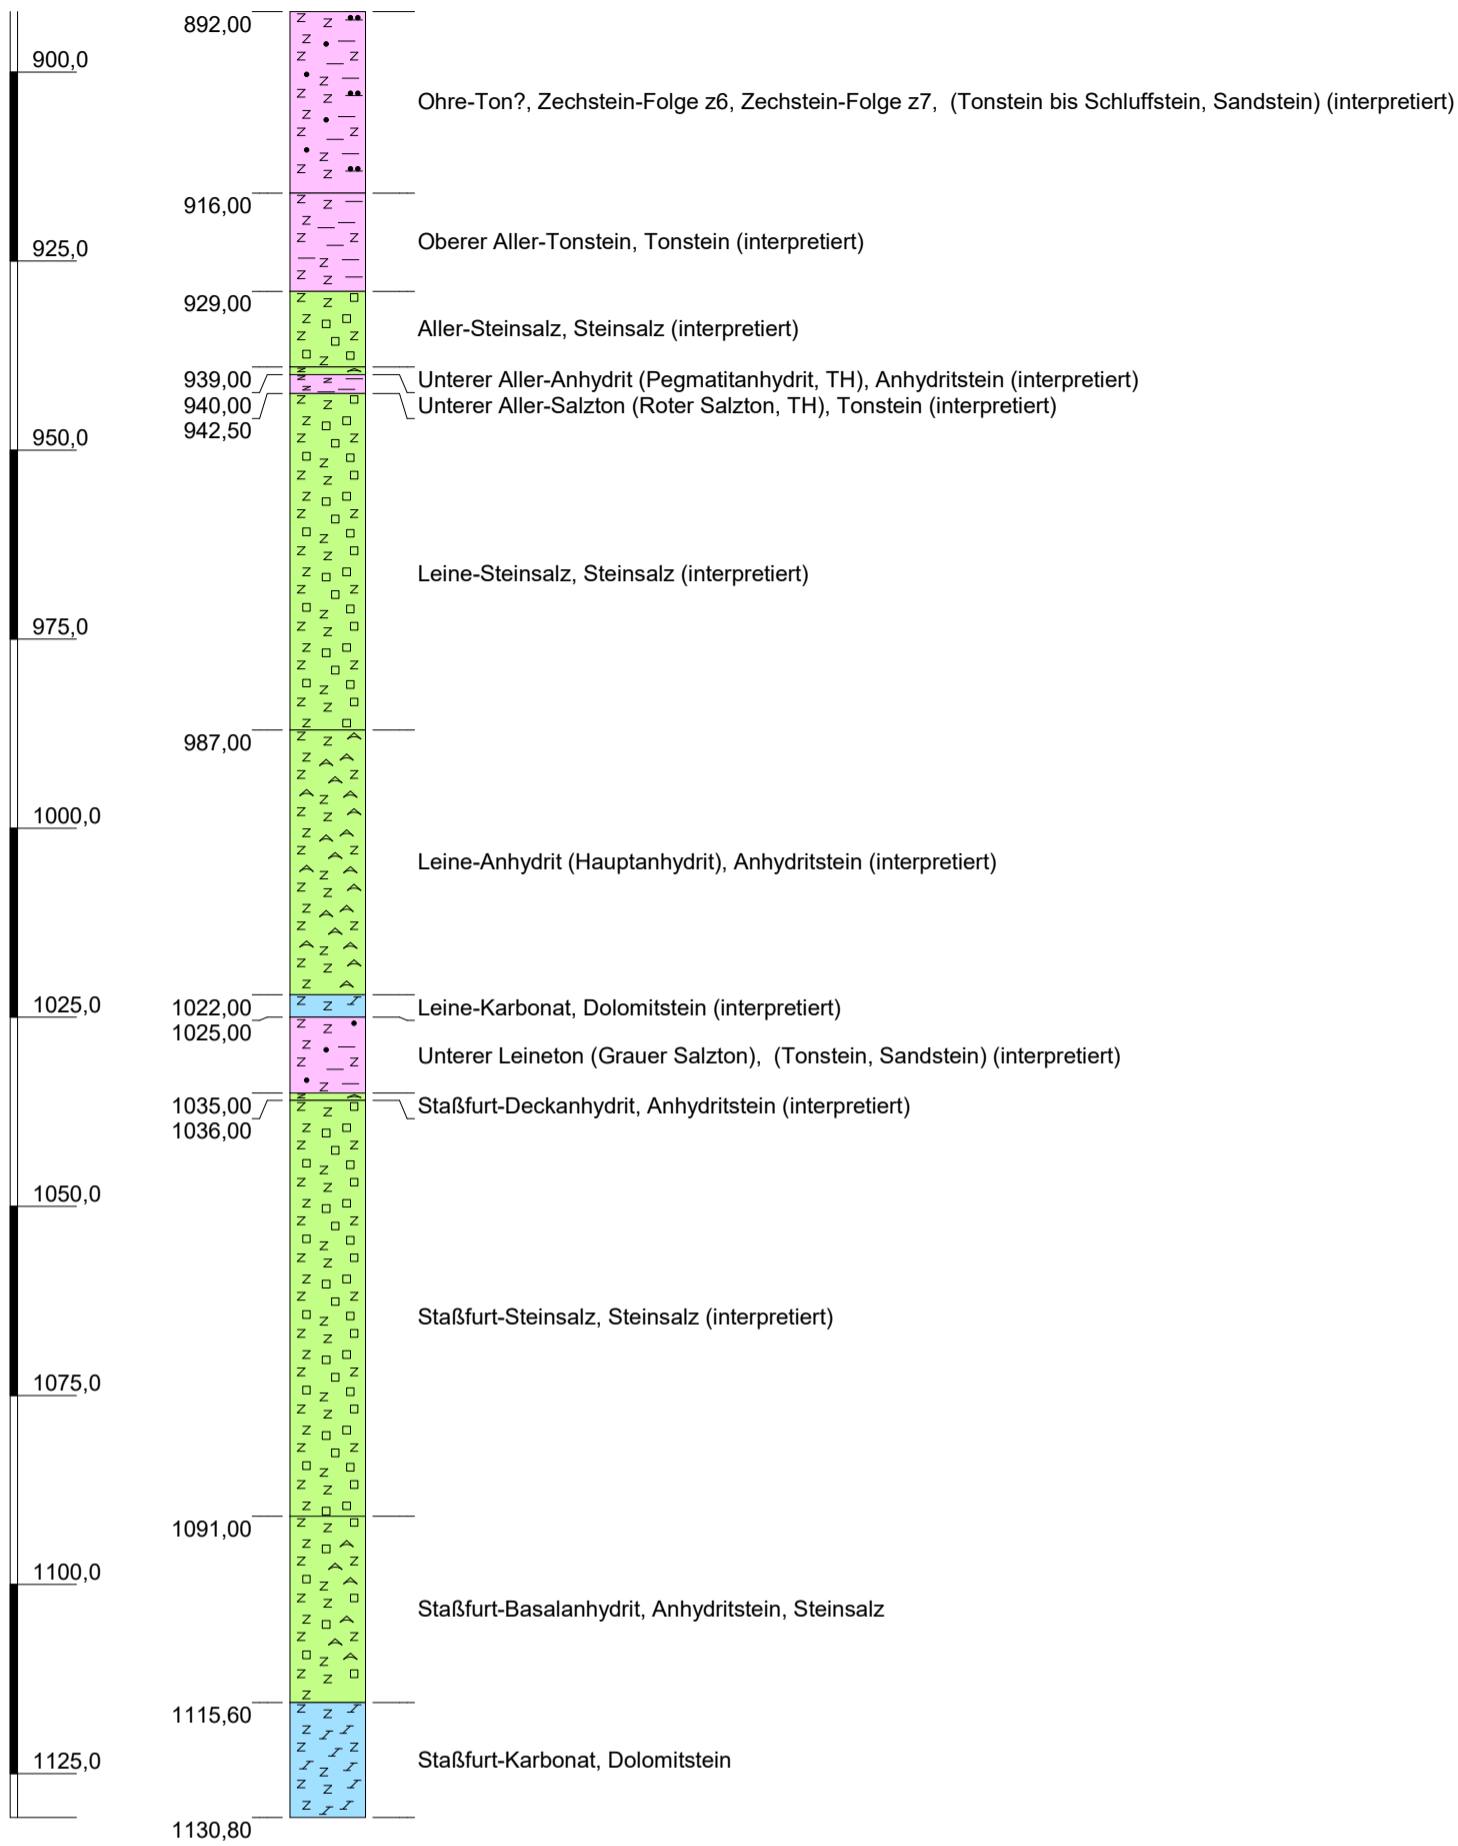 892,00
900,0
Ohre-Ton?, Zechstein-Folge z6, Zechstein-Folge z7,  (Tonstein bis Schluffstein, Sandstein) (interpretiert)
916,00
925,0
Oberer Aller-Tonstein, Tonstein (interpretiert)
929,00
Aller-Steinsalz, Steinsalz (interpretiert)
939,00
Unterer Aller-Anhydrit (Pegmatitanhydrit, TH), Anhydritstein (interpretiert)
940,00
Unterer Aller-Salzton (Roter Salzton, TH), Tonstein (interpretiert)
942,50
950,0
Leine-Steinsalz, Steinsalz (interpretiert)
975,0
987,00
1000,0
Leine-Anhydrit (Hauptanhydrit), Anhydritstein (interpretiert)
1025,0
1022,00
Leine-Karbonat, Dolomitstein (interpretiert)
1025,00
Unterer Leineton (Grauer Salzton),  (Tonstein, Sandstein) (interpretiert)
1035,00
Staßfurt-Deckanhydrit, Anhydritstein (interpretiert)
1036,00
1050,0
Staßfurt-Steinsalz, Steinsalz (interpretiert)
1075,0
1091,00
1100,0
Staßfurt-Basalanhydrit, Anhydritstein, Steinsalz
1115,60
1125,0
Staßfurt-Karbonat, Dolomitstein
1130,80